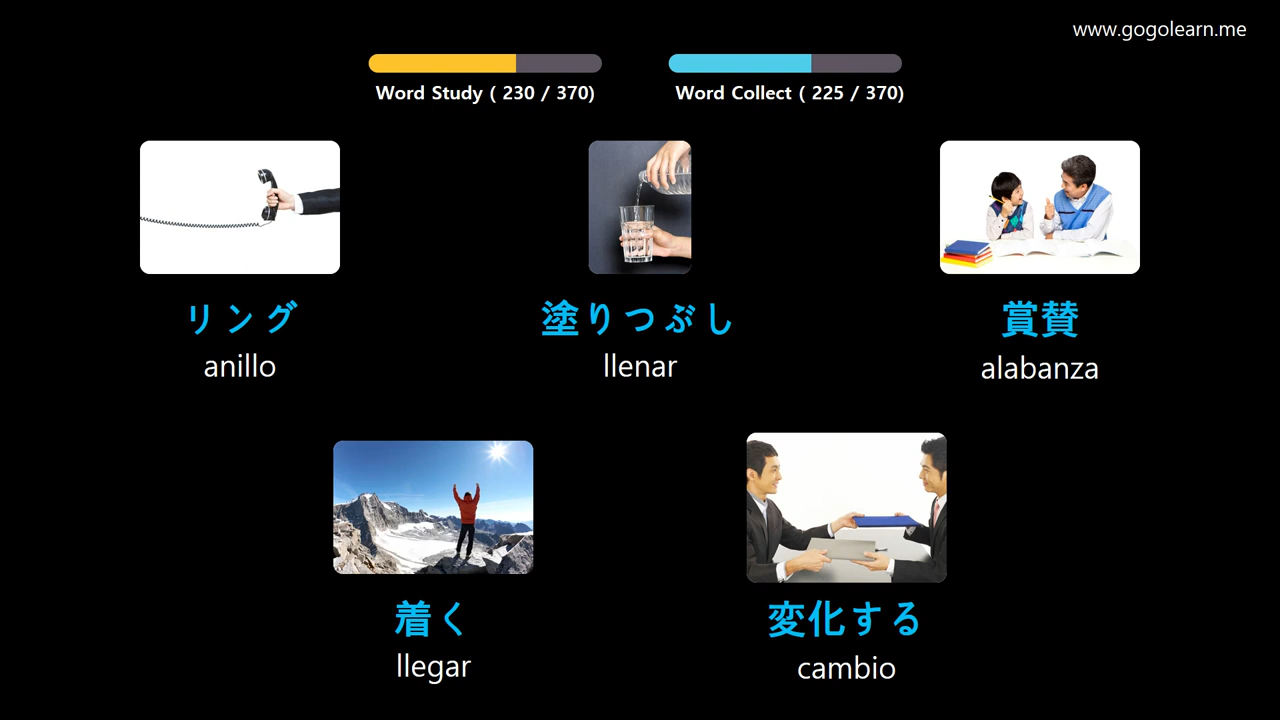 www.gogolearn.me
Word Study ( 230 / 370)
Word Collect ( 225 / 370)
リング
anillo
塗りつぶし
llenar
賞賛
alabanza
着く
llegar
変化する
cambio